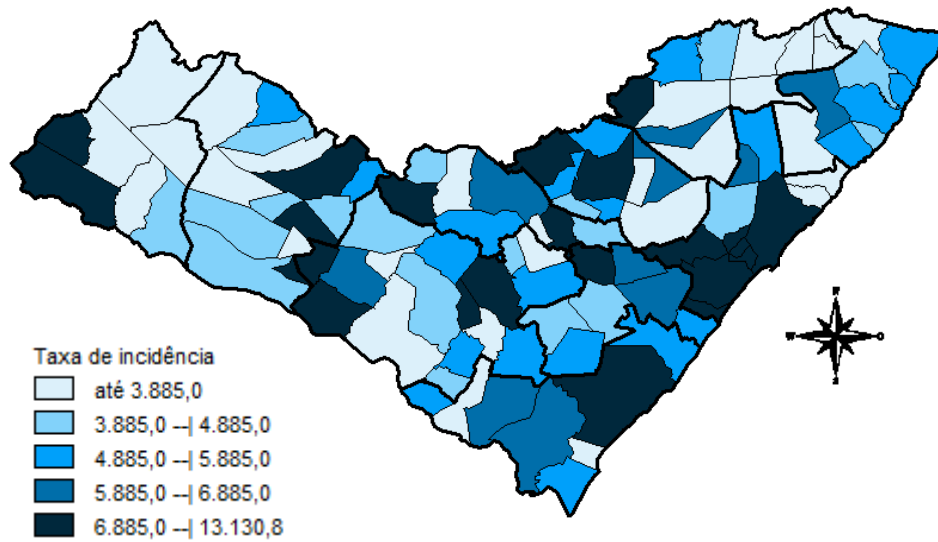 N
W
O
S
Taxa de incidência
até 3.885,0
3.885,0 --| 4.885,0
4.885,0 --| 5.885,0
5.885,0 --| 6.885,0
6.885,0 --| 13.130,8